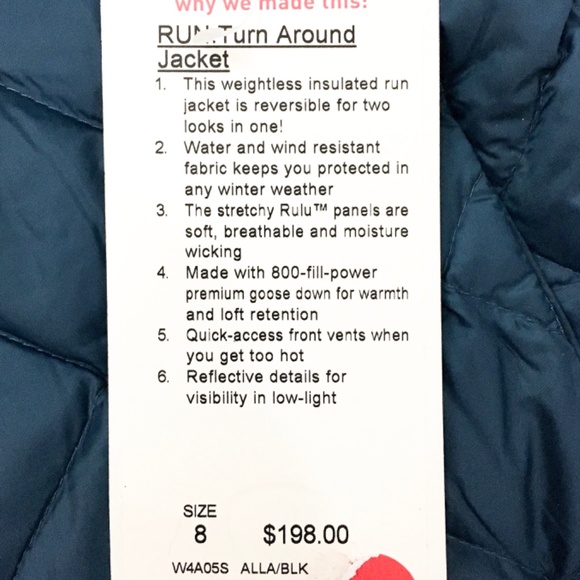 why we made this:
RUN:Turn Around
Jacket
1. This weightless insulated run
jacket is reversible for two
looks in one!
2. Water and wind resistant
fabric keeps you protected in
any winter weather
3. The stretchy Rulu™ panels are
soft, breathable and moisture
wicking
4. Made with 800-fill-power
premium goose down for warmth
and loft retention
5. Quick-access front vents when
you get too hot
6. Reflective details for
visibility in low-light
SIZE
8 $198.00
W4A05S ALLA/BLK